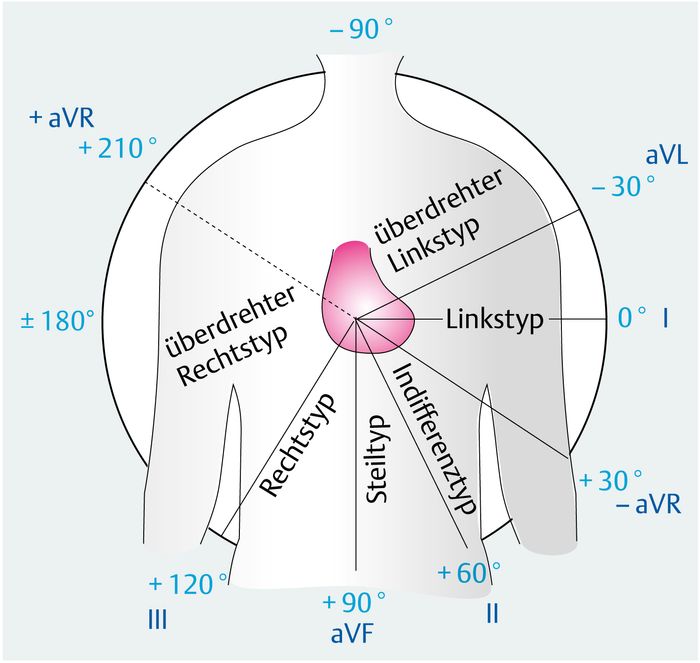 − 90°
+ aVR
+ 210°
aVL
− 30°
überdrehter
Linkstyp
± 180°
überdrehter
Rechtstyp
Linkstyp
0° I
Rechtstyp
Steiltyp
Indifferenztyp
+ 30°
− aVR
+ 120°
III
+ 90°
aVF
+ 60°
II